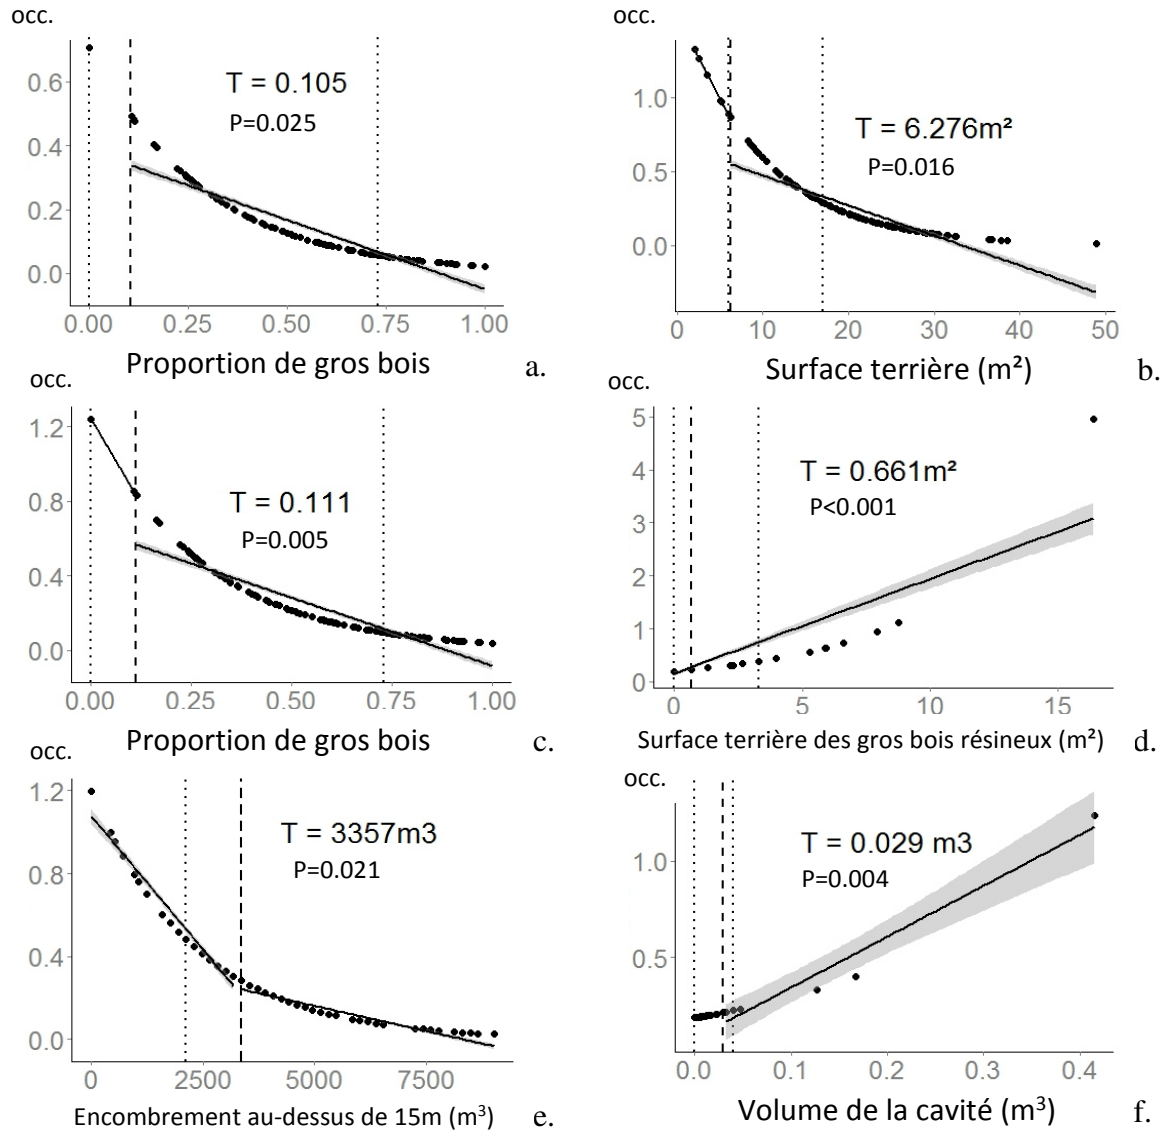 occ.
0.6
0.4
0.2
0.0
T = 0.105
P=0.025
0.00 0.25 0.50 0.75 1.00
Proportion de gros bois
a.
occ.
1.0
0.5
0.0
T = 6.276m²
P=0.016
0 10 20 30 40 50
Surface terrière (m²)
b.
occ.
1.2
0.8
0.4
0.0
T = 0.111
P=0.005
0.00 0.25 0.50 0.75 1.00
Proportion de gros bois
c.
occ.
5
4
3
2
1
0
T = 0.661m²
P<0.001
0 5 10 15
Surface terrière des gros bois résineux (m²)
d.
occ.
1.2
0.8
0.4
0.0
T = 3357m3
P=0.021
0 2500 5000 7500
Encombrement au-dessus de 15m (m³)
e.
occ.
1.0
0.5
T = 0.029 m3
P=0.004
0.0 0.1 0.2 0.3 0.4
Volume de la cavité (m³)
f.